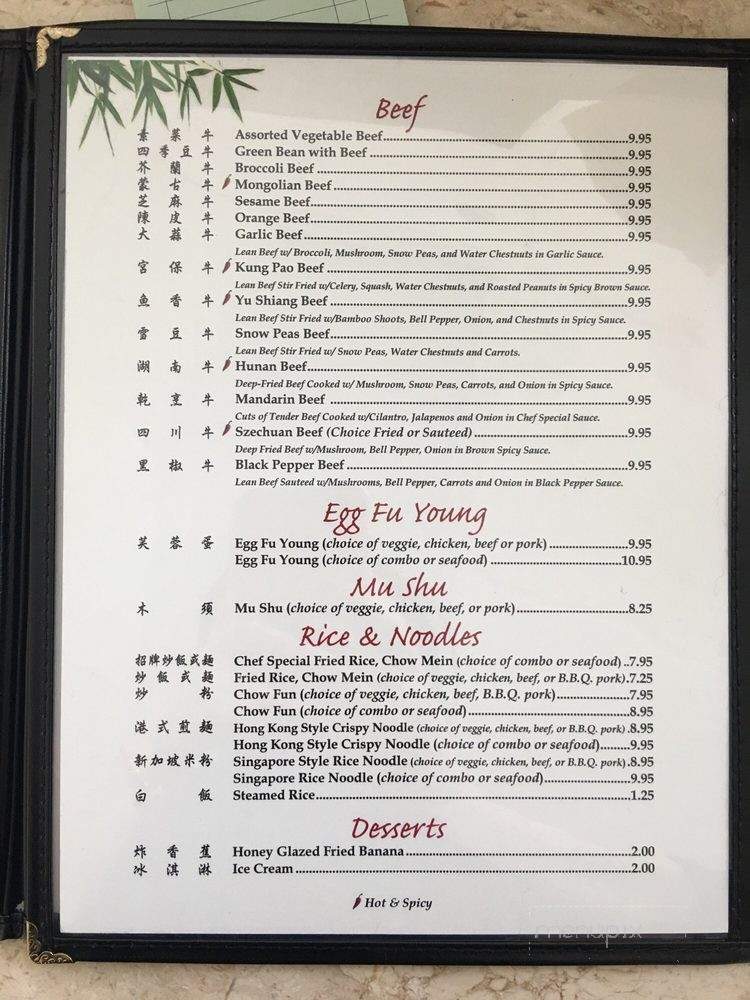 Beef
素菜牛 Assorted Vegetable Beef 9.95
四季豆牛 Green Bean with Beef 9.95
芥蘭牛 Broccoli Beef 9.95
蒙古牛 Mongolian Beef 9.95
芝麻牛 Sesame Beef 9.95
陳皮牛 Orange Beef 9.95
大蒜牛 Garlic Beef 9.95
Lean Beef w/ Broccoli, Mushroom, Snow Peas, and Water Chestnuts in Garlic Sauce.
宮保牛 Kung Pao Beef 9.95
Lean Beef Stir Fried w/Celery, Squash, Water Chestnuts, and Roasted Peanuts in Spicy Brown Sauce.
魚香牛 Yu Shiang Beef 9.95
Lean Beef Stir Fried w/Bamboo Shoots, Bell Pepper, Onion, and Chestnuts in Spicy Sauce.
雪豆牛 Snow Peas Beef 9.95
Lean Beef Stir Fried w/ Snow Peas, Water Chestnuts and Carrots.
湖南牛 Hunan Beef 9.95
Deep-Fried Beef Cooked w/ Mushroom, Snow Peas, Carrots, and Onion in Spicy Sauce.
乾烹牛 Mandarin Beef 9.95
Cuts of Tender Beef Cooked w/Cilantro, Jalapenos and Onion in Chef Special Sauce.
四川牛 Szechuan Beef (Choice Fried or Sauteed) 9.95
Deep Fried Beef w/Mushroom, Bell Pepper, Onion in Brown Spicy Sauce.
黑椒牛 Black Pepper Beef 9.95
Lean Beef Sauteed w/Mushrooms, Bell Pepper, Carrots and Onion in Black Pepper Sauce.
Egg Fu Young
芙蓉蛋 Egg Fu Young (choice of veggie, chicken, beef or pork) 9.95
Egg Fu Young (choice of combo or seafood) 10.95
Mu Shu
木須 Mu Shu (choice of veggie, chicken, beef, or pork) 8.25
Rice & Noodles
招牌炒飯或麵 Chef Special Fried Rice, Chow Mein (choice of combo or seafood) 7.95
炒飯或麵 Fried Rice, Chow Mein (choice of veggie, chicken, beef, or B.B.Q. pork) 7.25
炒粉 Chow Fun (choice of veggie, chicken, beef, B.B.Q. pork) 7.95
Chow Fun (choice of combo or seafood) 8.95
港式煎麵 Hong Kong Style Crispy Noodle (choice of veggie, chicken, beef, or B.B.Q. pork) 8.95
Hong Kong Style Crispy Noodle (choice of combo or seafood) 9.95
新加坡米粉 Singapore Style Rice Noodle (choice of veggie, chicken, beef, or B.B.Q. pork) 8.95
Singapore Rice Noodle (choice of combo or seafood) 9.95
白飯 Steamed Rice 1.25
Desserts
炸香蕉 Honey Glazed Fried Banana 2.00
冰淇淋 Ice Cream 2.00
Hot & Spicy
menupix